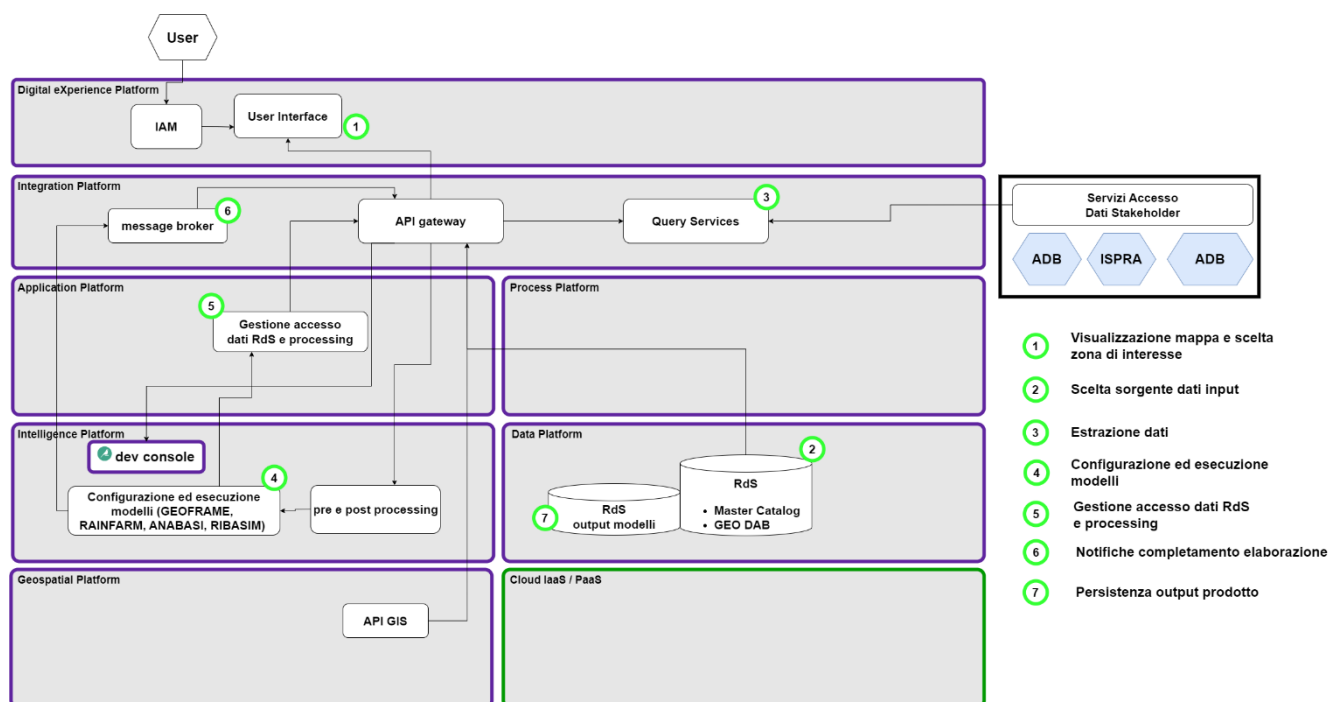 User
Digital eXperience Platform
IAM
User Interface
1
Integration Platform
message broker
6
API gateway
Query Services
3
Servizi Accesso
Dati Stakeholder
ADB
ISPRA
ADB
Application Platform
5
Gestione accesso
dati RdS e processing
Process Platform
Intelligence Platform
dev console
4
Configurazione ed esecuzione
modelli (GEOFRAME,
RAINFARM, ANABASI, RIBASIM)
pre e post processing
Data Platform
2
RdS
• Master Catalog
• GEO DAB
7
RdS
output modelli
Geospatial Platform
API GIS
Cloud IaaS / PaaS
1 Visualizzazione mappa e scelta
zona di interesse
2 Scelta sorgente dati input
3 Estrazione dati
4 Configurazione ed esecuzione
modelli
5 Gestione accesso dati RdS
e processing
6 Notifiche completamento elaborazione
7 Persistenza output prodotto